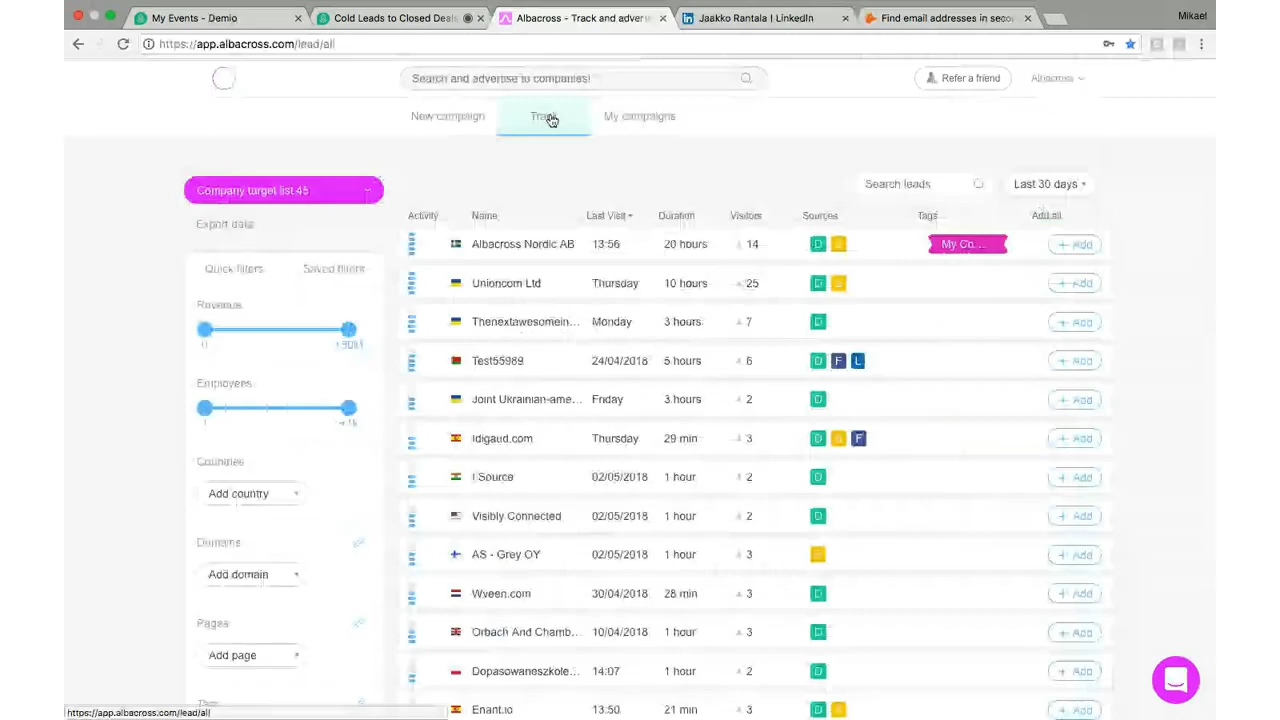 My Events - Demio
Cold Leads to Closed Deals
Albacross - Track and adver
Jaakko Rantala | LinkedIn
Find email addresses in seco
Mikael
https://app.albacross.com/lead/all
Search and advertise to companies!
Refer a friend
Albacross
New campaign
Track
My campaigns
Company target list 45
Search leads
Last 30 days
Export data
Activity Name Last Visit Duration Visitors Sources Tags Add all
Albacross Nordic AB 13:56 20 hours 14 D My Co... + Add
Quick filters Saved filters
Unioncom Ltd Thursday 10 hours 25 D + Add
Revenue
Thenextawesomein... Monday 3 hours 7 D + Add
0
Test55989 24/04/2018 5 hours 6 D F L + Add
Employees
Joint Ukrainian-ame... Friday 3 hours 2 D + Add
Idigaud.com Thursday 29 min 3 D F + Add
Countries
I Source 02/05/2018 1 hour 2 D + Add
Add country
Visibly Connected 02/05/2018 1 hour 2 D + Add
Domains
AS - Grey OY 02/05/2018 1 hour 3 + Add
Add domain
Wveen.com 30/04/2018 28 min 3 D + Add
Pages
Orbach And Chamb... 10/04/2018 1 hour 3 D + Add
Add page
Dopasowaneszkole... 14:07 1 hour 2 D + Add
Enant.io 13:50 21 min 3 D + Add
https://app.albacross.com/lead/all